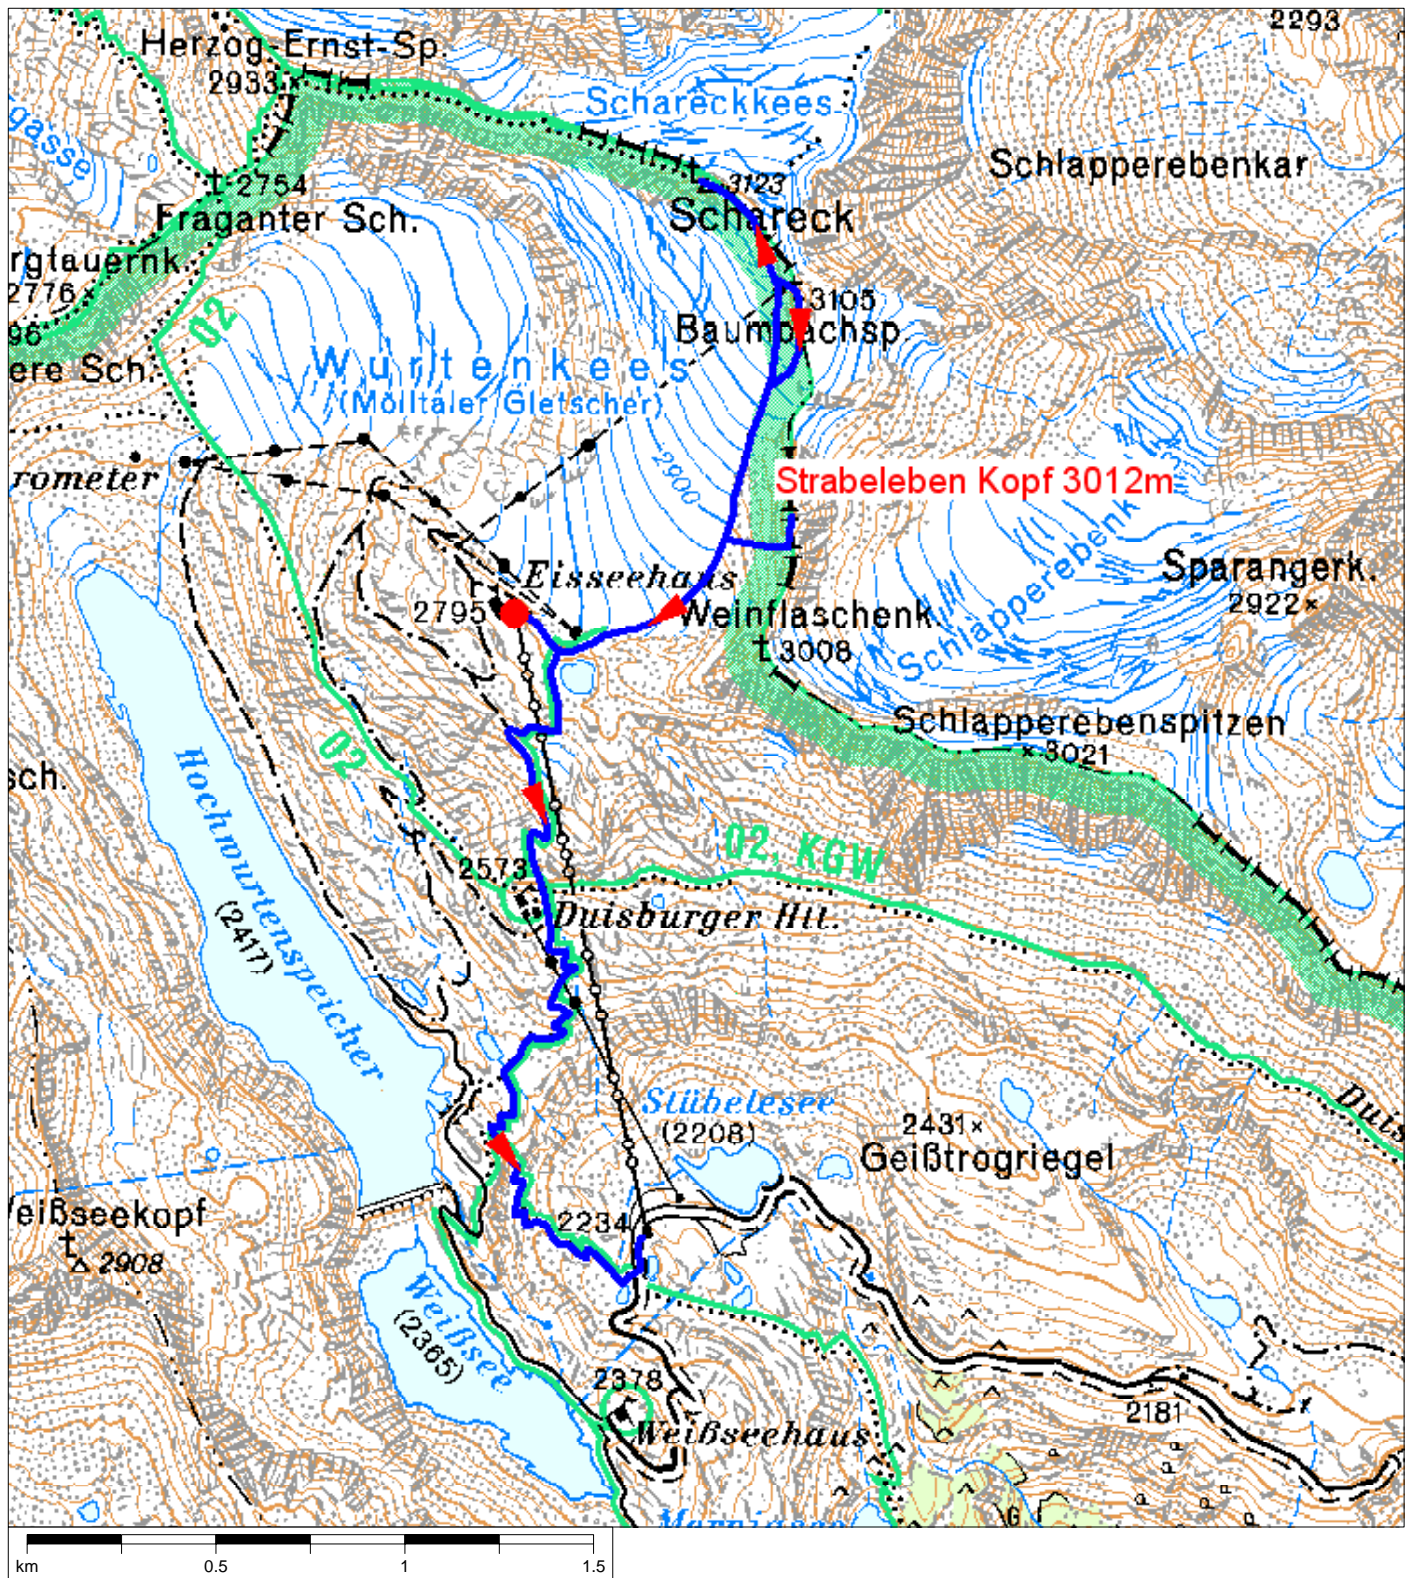 2293
Herzog-Ernst-Sp.
2933
Schareckkees
gasse
Schlapperebenkar
2754
3123
Fraganter Sch.
Schareck
rgtauernk.
2776
3105
02
Baumbachsp.
96
ere Sch.
Wurtenkees
(Mölltaler Gletscher)
2900
rometer
Strabeleben Kopf 3012m
Schlapperebenk
Eisseehaus
Sparangerk.
2795
2922
Weinflaschenk.
3008
Schlapperebenspitzen
3021
02
sch.
Hochwurtenspeicher
(2417)
02, KGW
2573
Duisburger Htt.
Stübelesee
(2208)
2431
Geißtrogriegel
Duis
eißseekopf
2908
2234
Weißsee
(2365)
2378
Weißseehaus
2181
G
km
0.5
1
1.5